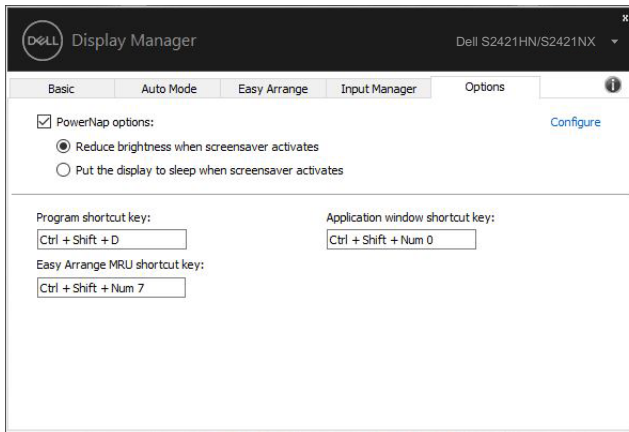 x
DELL Display Manager Dell S2421HN/S2421NX
Basic Auto Mode Easy Arrange Input Manager Options
PowerNap options: Configure
Reduce brightness when screensaver activates
Put the display to sleep when screensaver activates
Program shortcut key: Application window shortcut key:
Ctrl + Shift + D Ctrl + Shift + Num 0
Easy Arrange MRU shortcut key:
Ctrl + Shift + Num 7